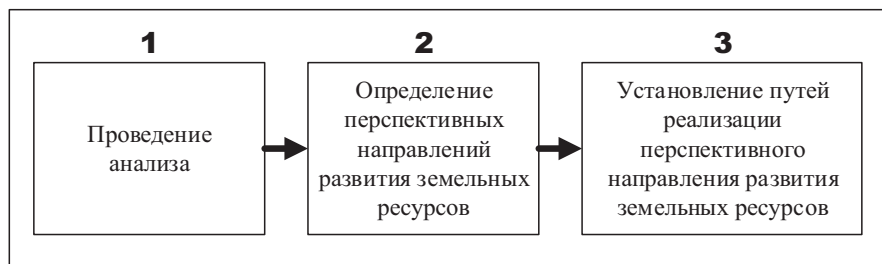 1
Проведение
анализа
2
Определение
перспективных
направлений
развития земельных
ресурсов
3
Установление путей
реализации
перспективного
направления развития
земельных ресурсов